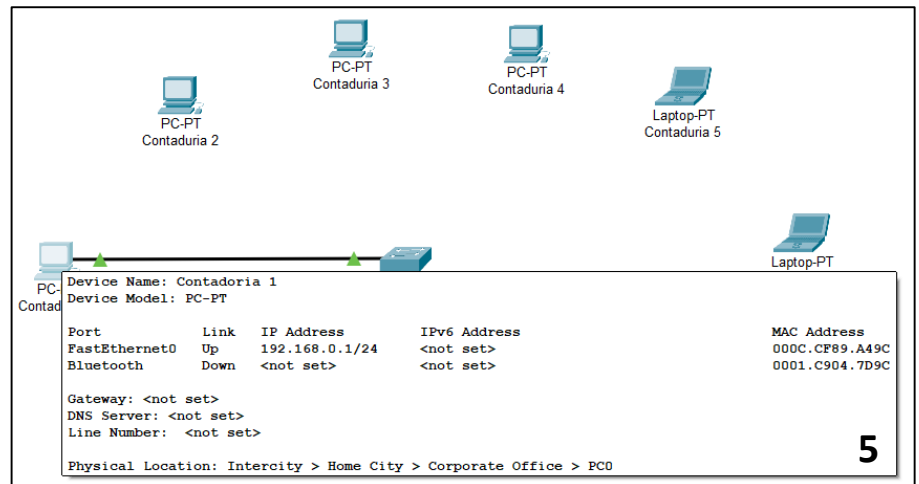 PC-PT
Contaduria 3
PC-PT
Contaduria 4
PC-PT
Contaduria 2
Laptop-PT
Contaduria 5
Laptop-PT
PC-
Contad
Device Name: Contadoria 1
Device Model: PC-PT
Port Link IP Address IPv6 Address MAC Address
FastEthernet0 Up 192.168.0.1/24 <not set> 000C.CF89.A49C
Bluetooth Down <not set> <not set> 0001.C904.7D9C
Gateway: <not set>
DNS Server: <not set>
Line Number: <not set>
Physical Location: Intercity > Home City > Corporate Office > PC0
5